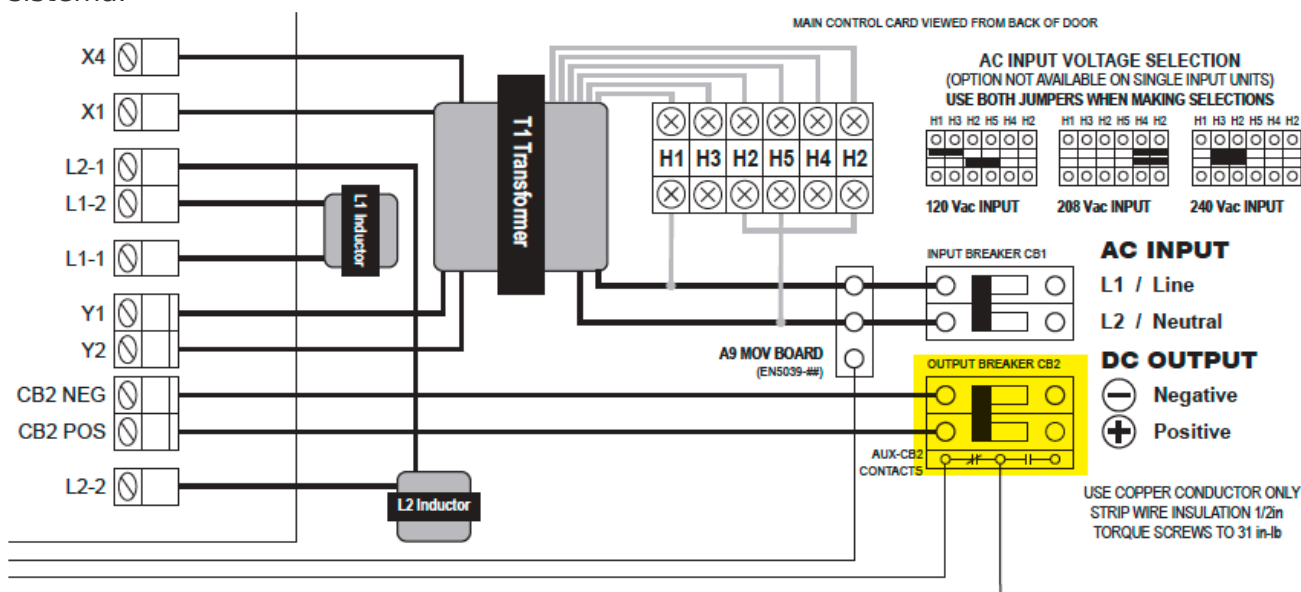 sistema.
MAIN CONTROL CARD VIEWED FROM BACK OF DOOR
X4
X1
L2-1
L1-2
L1-1
Y1
Y2
CB2 NEG
CB2 POS
L2-2
L1 Inductor
T1 Transformer
L2 Inductor
H1 H3 H2 H5 H4 H2
AC INPUT VOLTAGE SELECTION
(OPTION NOT AVAILABLE ON SINGLE INPUT UNITS)
USE BOTH JUMPERS WHEN MAKING SELECTIONS
H1 H3 H2 H5 H4 H2
H1 H3 H2 H5 H4 H2
H1 H3 H2 H5 H4 H2
120 Vac INPUT
208 Vac INPUT
240 Vac INPUT
INPUT BREAKER CB1
AC INPUT
L1 / Line
L2 / Neutral
A9 MOV BOARD
(EN5039-##)
OUTPUT BREAKER CB2
DC OUTPUT
Negative
Positive
AUX-CB2
CONTACTS
USE COPPER CONDUCTOR ONLY
STRIP WIRE INSULATION 1/2in
TORQUE SCREWS TO 31 in-lb